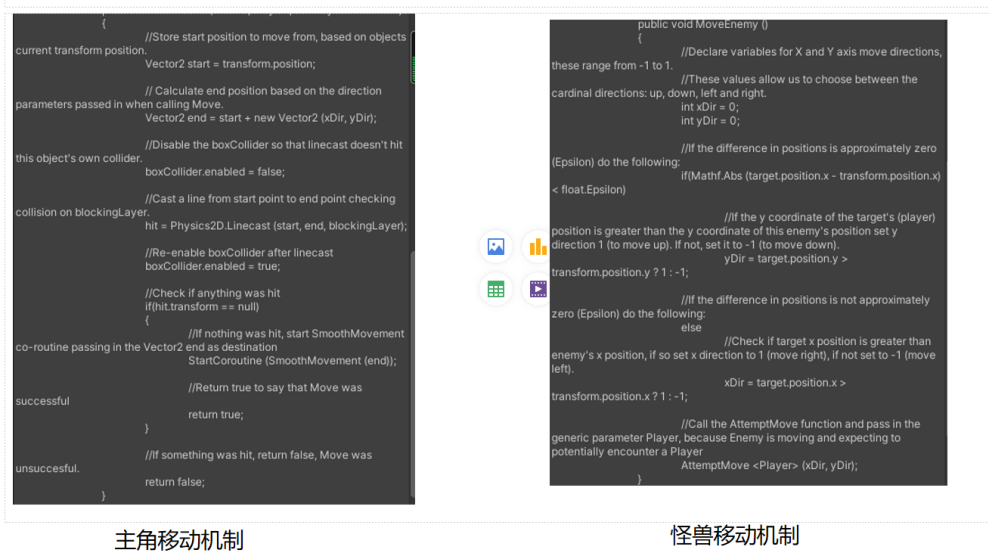 {
//Store start position to move from, based on objects
current transform position.
Vector2 start = transform.position;
// Calculate end position based on the direction
parameters passed in when calling Move.
Vector2 end = start + new Vector2 (xDir, yDir);
//Disable the boxCollider so that linecast doesn't hit
this object's own collider.
boxCollider.enabled = false;
//Cast a line from start point to end point checking
collision on blockingLayer.
hit = Physics2D.Linecast (start, end, blockingLayer);
//Re-enable boxCollider after linecast
boxCollider.enabled = true;
//Check if anything was hit
if(hit.transform == null)
{
//If nothing was hit, start SmoothMovement
co-routine passing in the Vector2 end as destination
StartCoroutine (SmoothMovement (end));
//Return true to say that Move was
successful
return true;
}
//If something was hit, return false, Move was
unsuccesful.
return false;
}
主角移动机制
public void MoveEnemy ()
{
//Declare variables for X and Y axis move directions,
these range from -1 to 1.
//These values allow us to choose between the
cardinal directions: up, down, left and right.
int xDir = 0;
int yDir = 0;
//If the difference in positions is approximately zero
(Epsilon) do the following:
if(Mathf.Abs (target.position.x - transform.position.x)
< float.Epsilon)
//If the y coordinate of the target's (player)
position is greater than the y coordinate of this enemy's position set y
direction 1 (to move up). If not, set it to -1 (to move down).
yDir = target.position.y >
transform.position.y ? 1 : -1;
//If the difference in positions is not approximately
zero (Epsilon) do the following:
else
//Check if target x position is greater than
enemy's x position, if so set x direction to 1 (move right), if not set to -1 (move
left).
xDir = target.position.x >
transform.position.x ? 1 : -1;
//Call the AttemptMove function and pass in the
generic parameter Player, because Enemy is moving and expecting to
potentially encounter a Player
AttemptMove <Player> (xDir, yDir);
}
怪兽移动机制